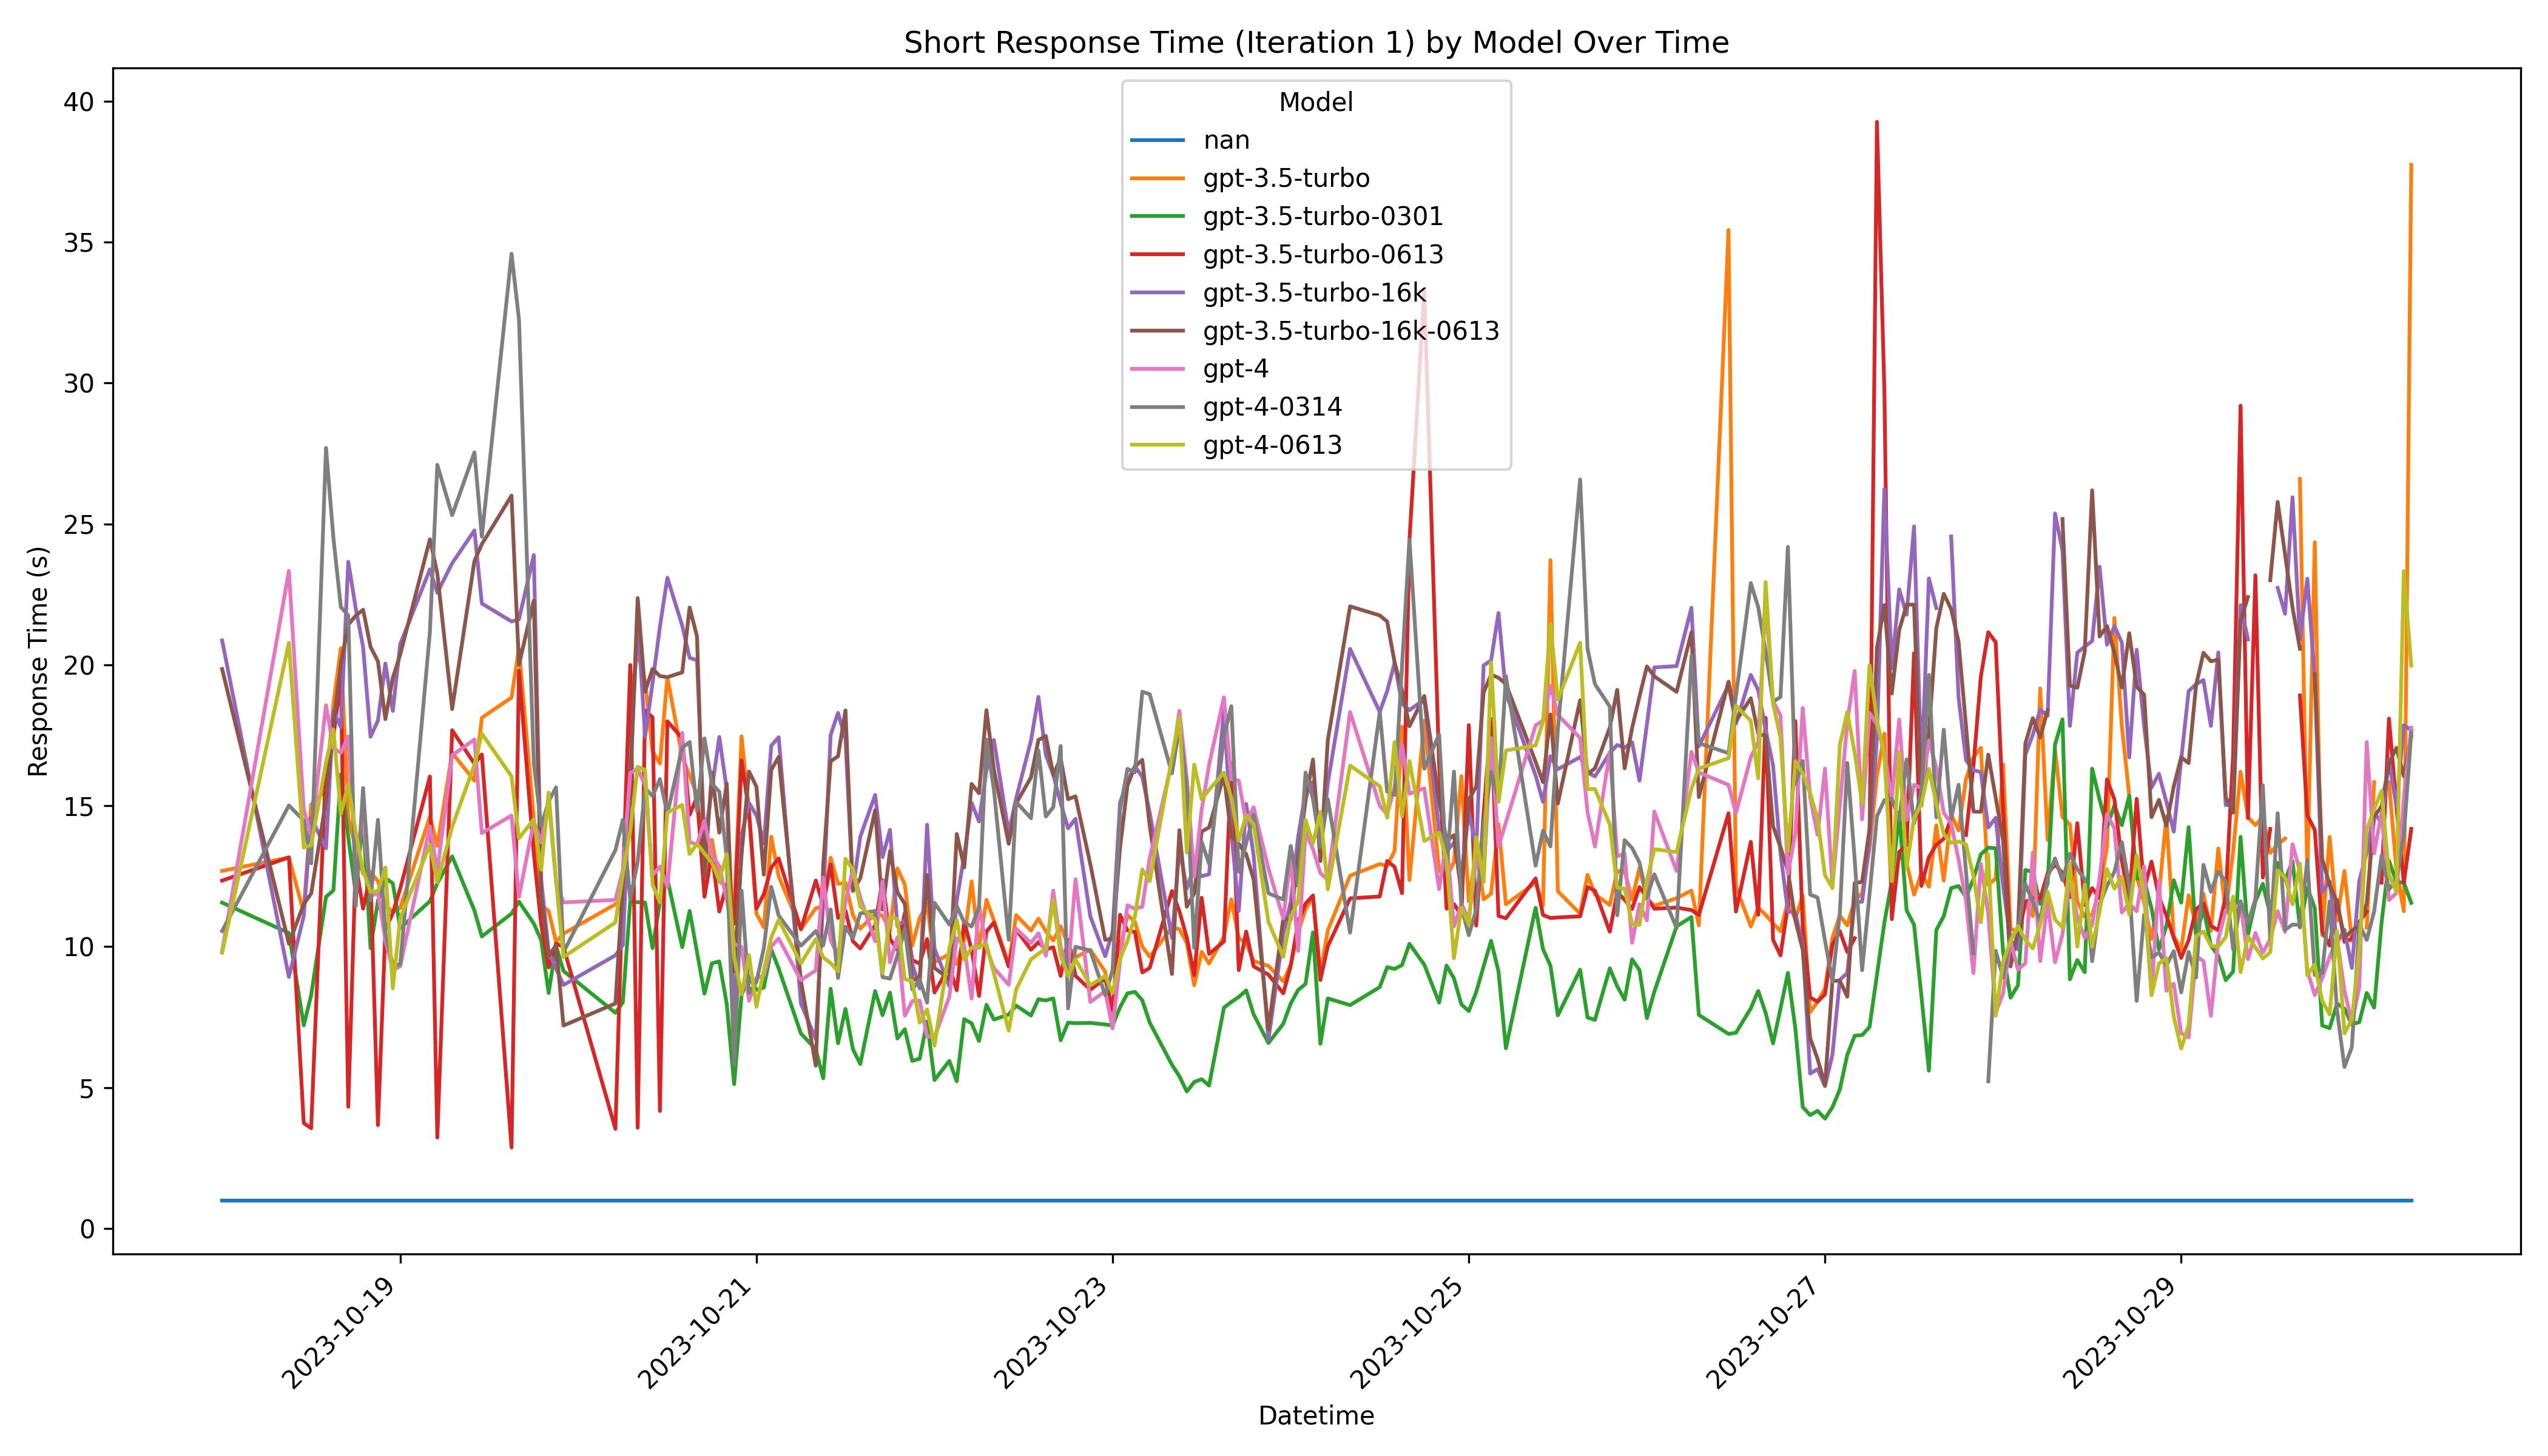 Short Response Time (Iteration 1) by Model Over Time
Model
nan
gpt-3.5-turbo
gpt-3.5-turbo-0301
gpt-3.5-turbo-0613
gpt-3.5-turbo-16k
gpt-3.5-turbo-16k-0613
gpt-4
gpt-4-0314
gpt-4-0613
Response Time (s)
40
35
30
25
20
15
10
5
0
2023-10-19
2023-10-21
2023-10-23
2023-10-25
2023-10-27
2023-10-29
Datetime